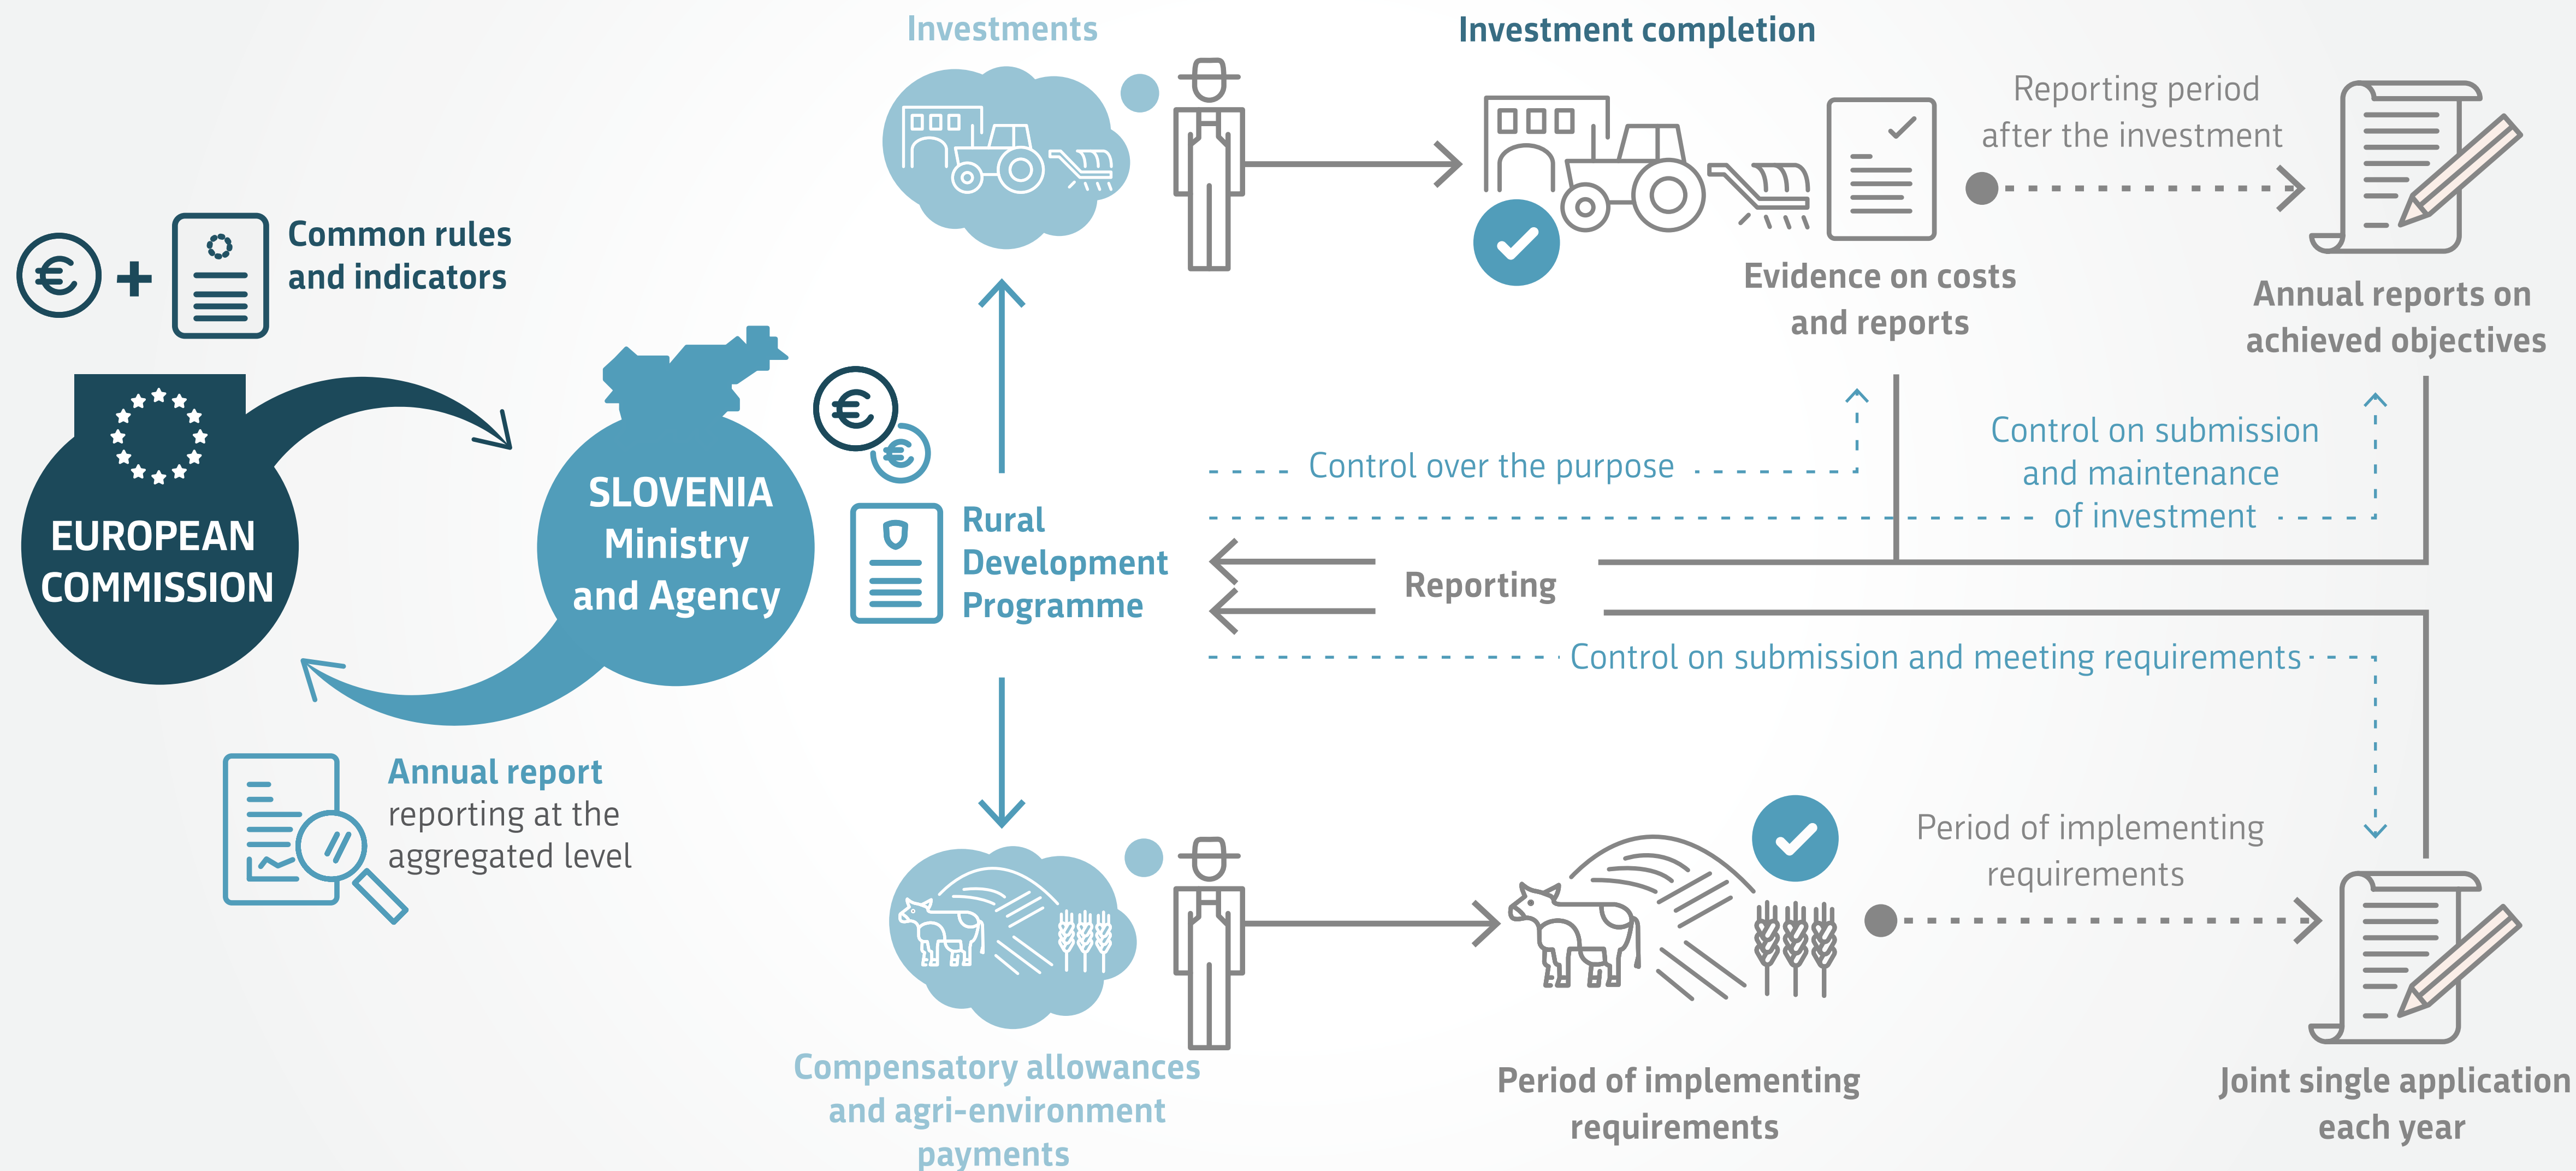 Investments
Investment completion
Reporting period
after the investment
Common rules
and indicators
Evidence on costs
and reports
Annual reports on
achieved objectives
EUROPEAN
COMMISSION
SLOVENIA
Ministry
and Agency
Rural
Development
Programme
Control over the purpose
Control on submission
and maintenance
of investment
Reporting
Control on submission and meeting requirements
Annual report
reporting at the
aggregated level
Period of implementing
requirements
Compensatory allowances
and agri-environment
payments
Period of implementing
requirements
Joint single application
each year